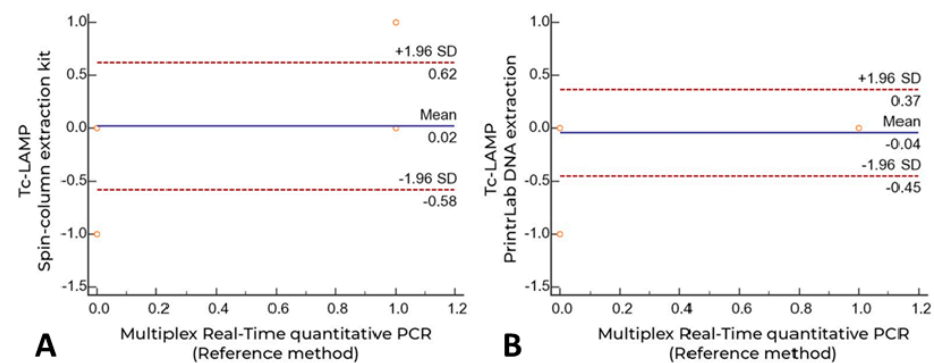 Tc-LAMP
Spin-column extraction kit
1.0
0.5
0.0
-0.5
-1.0
-1.5
+1.96 SD
0.62
Mean
0.02
-1.96 SD
-0.58
0.0 0.2 0.4 0.6 0.8 1.0 1.2
Multiplex Real-Time quantitative PCR
(Reference method)
A
Tc-LAMP
PrintrLab DNA extraction
1.0
0.5
0.0
-0.5
-1.0
-1.5
+1.96 SD
0.37
Mean
-0.04
-1.96 SD
-0.45
0.0 0.2 0.4 0.6 0.8 1.0 1.2
Multiplex Real-Time quantitative PCR
(Reference method)
B